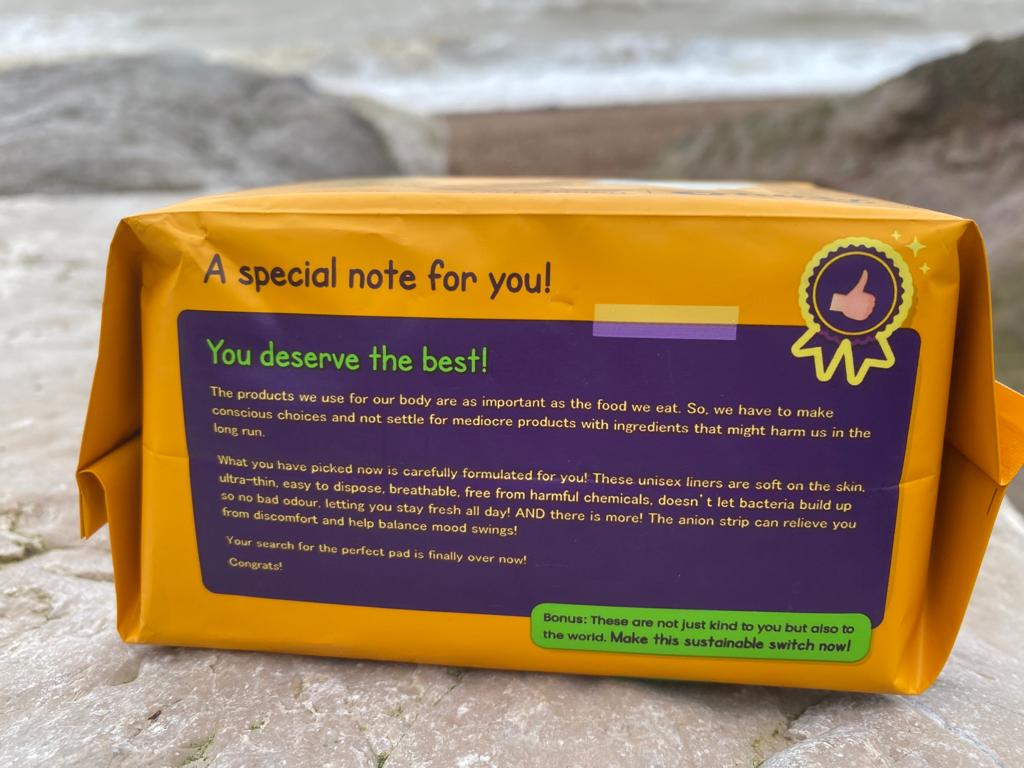 A special note for you!
You deserve the best!
The products we use for our body are as important as the food we eat. So, we have to make
conscious choices and not settle for mediocre products with ingredients that might harm us in the
long run.
What you have picked now is carefully formulated for you! These unisex liners are soft on the skin,
ultra-thin, easy to dispose, breathable, free from harmful chemicals, doesn't let bacteria build up
so no bad odour, letting you stay fresh all day! AND there is more! The anion strip can relieve you
from discomfort and help balance mood swings!
Your search for the perfect pad is finally over now!
Congrats!
Bonus: These are not just kind to you but also to
the world. Make this sustainable switch now!